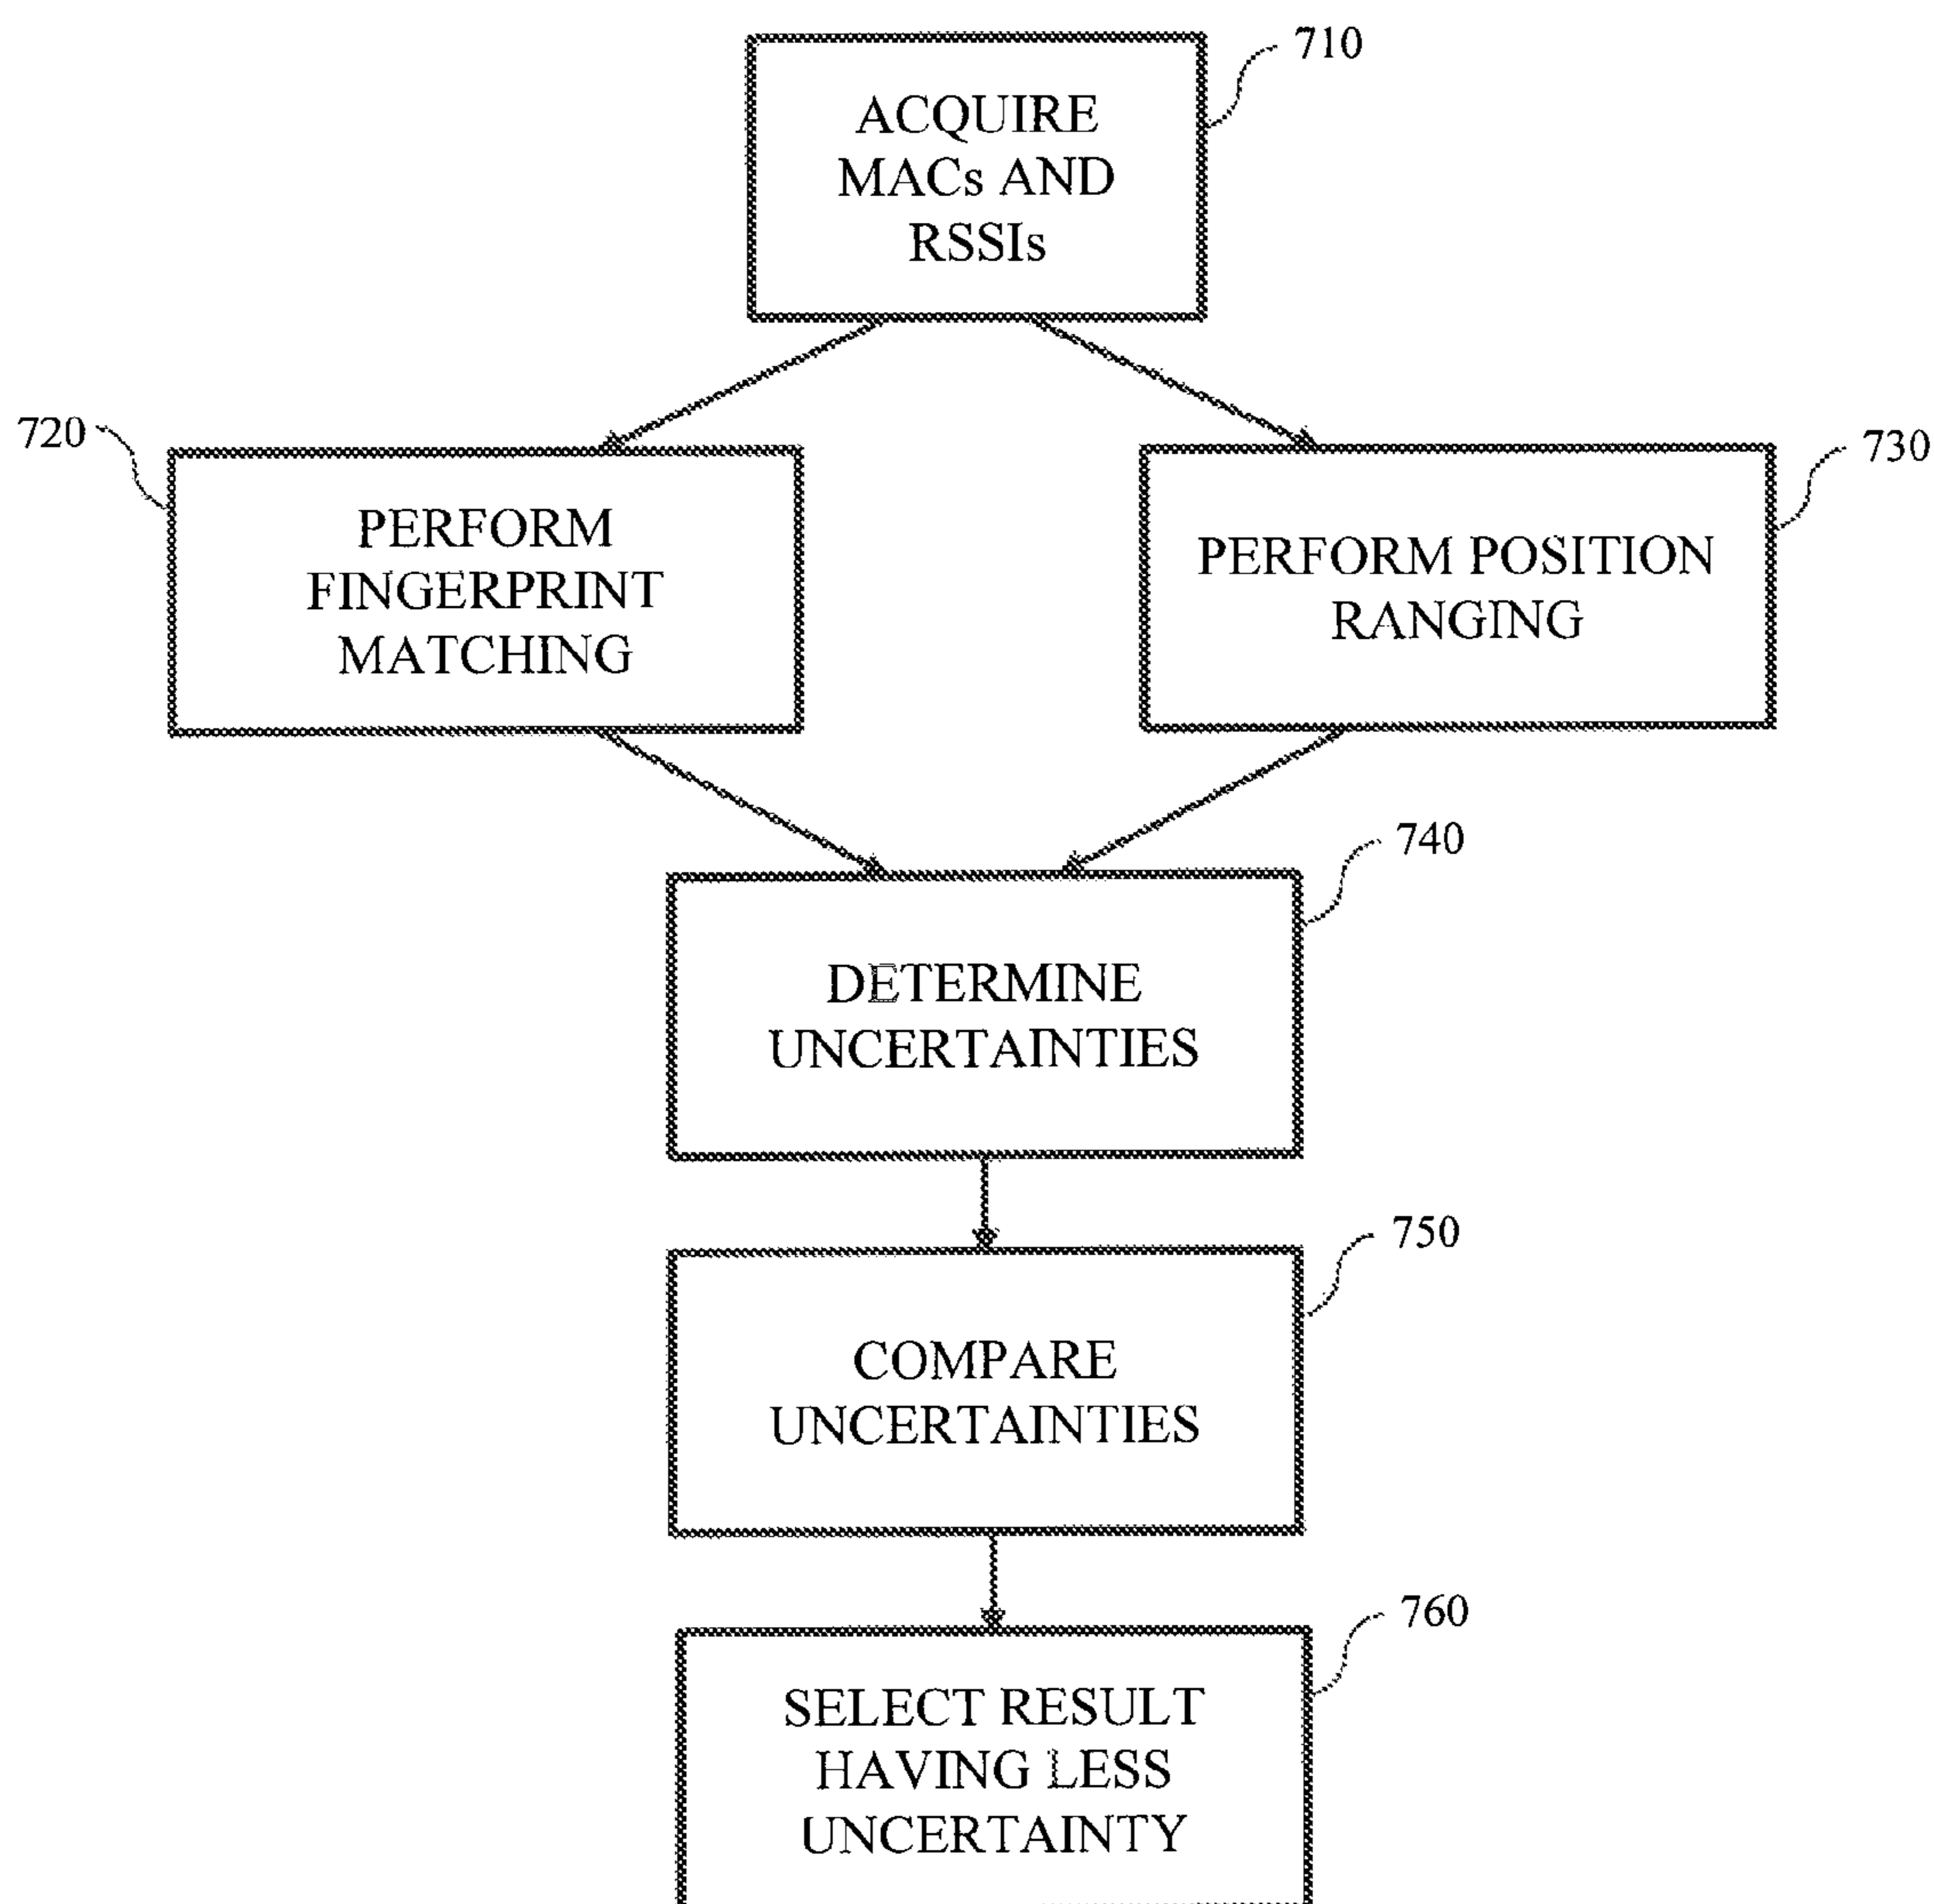 710
ACQUIRE
MACs AND
RSSIs
720
PERFORM
FINGERPRINT
MATCHING
730
PERFORM POSITION
RANGING
740
DETERMINE
UNCERTAINTIES
750
COMPARE
UNCERTAINTIES
760
SELECT RESULT
HAVING LESS
UNCERTAINTY